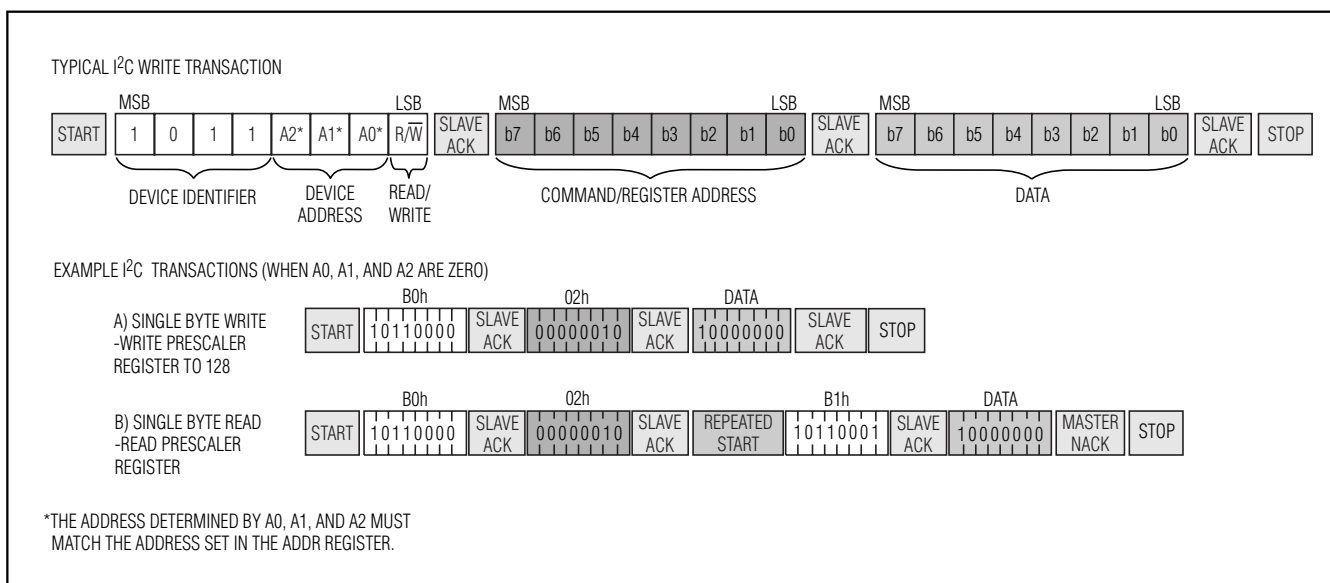 TYPICAL I2C WRITE TRANSACTION
MSB LSB MSB LSB MSB LSB
START 1 0 1 1 A2* A1* A0* R/W̅ SLAVE ACK b7 b6 b5 b4 b3 b2 b1 b0 SLAVE ACK b7 b6 b5 b4 b3 b2 b1 b0 SLAVE ACK STOP
DEVICE IDENTIFIER DEVICE ADDRESS READ/WRITE COMMAND/REGISTER ADDRESS DATA
EXAMPLE I2C TRANSACTIONS (WHEN A0, A1, AND A2 ARE ZERO)
B0h 02h DATA
A) SINGLE BYTE WRITE
-WRITE PRESCALER
REGISTER TO 128
START 10110000 SLAVE ACK 00000010 SLAVE ACK 10000000 SLAVE ACK STOP
B0h 02h B1h DATA
B) SINGLE BYTE READ
-READ PRESCALER
REGISTER
START 10110000 SLAVE ACK 00000010 SLAVE ACK REPEATED START 10110001 SLAVE ACK 10000000 MASTER NACK STOP
*THE ADDRESS DETERMINED BY A0, A1, AND A2 MUST
MATCH THE ADDRESS SET IN THE ADDR REGISTER.